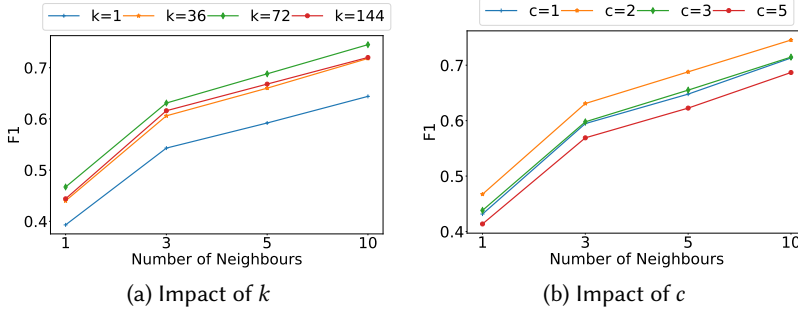 k=1 k=36 k=72 k=144
0.7
0.6
0.5
0.4
F1
1 3 5 10
Number of Neighbours
(a) Impact of k
c=1 c=2 c=3 c=5
0.7
0.6
0.5
0.4
F1
1 3 5 10
Number of Neighbours
(b) Impact of c